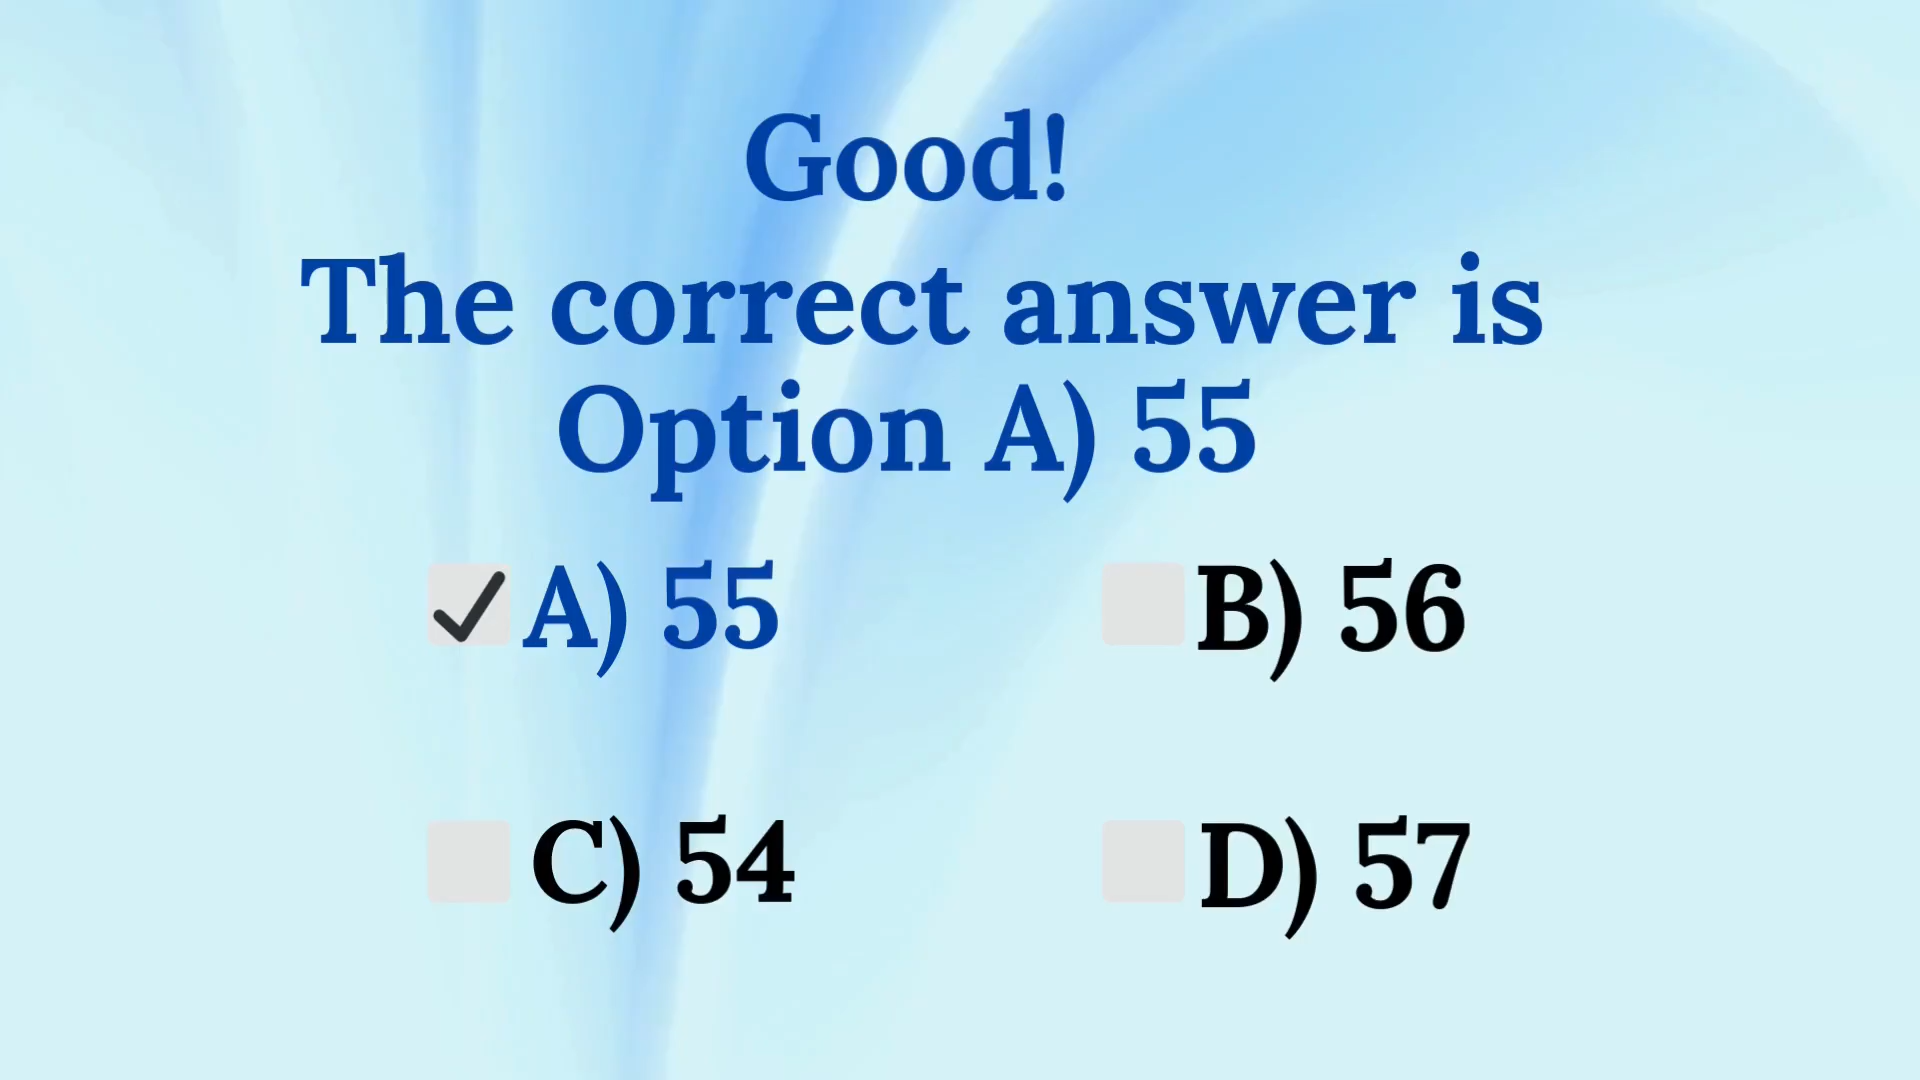 Good!
The correct answer is
Option A) 55
A) 55
B) 56
C) 54
D) 57